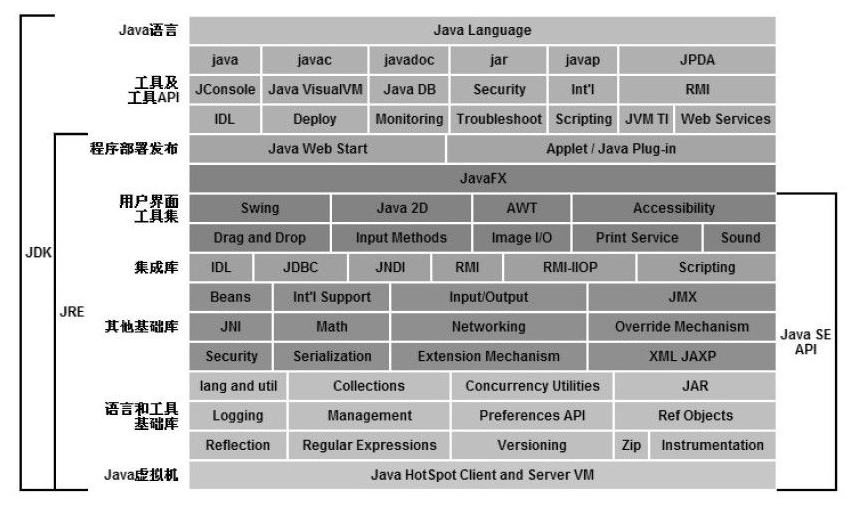 Java语言 Java Language
java javac javadoc jar javap JPDA
工具及
工具API
JConsole Java VisualVM Java DB Security Int'l RMI
IDL Deploy Monitoring Troubleshoot Scripting JVM TI Web Services
程序部署发布 Java Web Start Applet / Java Plug-in
JavaFX
用户界面
工具集
Swing Java 2D AWT Accessibility
Drag and Drop Input Methods Image I/O Print Service Sound
JDK
集成库 IDL JDBC JNDI RMI RMI-IIOP Scripting
Beans Int'l Support Input/Output JMX
JRE
其他基础库 JNI Math Networking Override Mechanism
Java SE
API
Security Serialization Extension Mechanism XML JAXP
lang and util Collections Concurrency Utilities JAR
语言和工具
基础库
Logging Management Preferences API Ref Objects
Reflection Regular Expressions Versioning Zip Instrumentation
Java虚拟机 Java HotSpot Client and Server VM